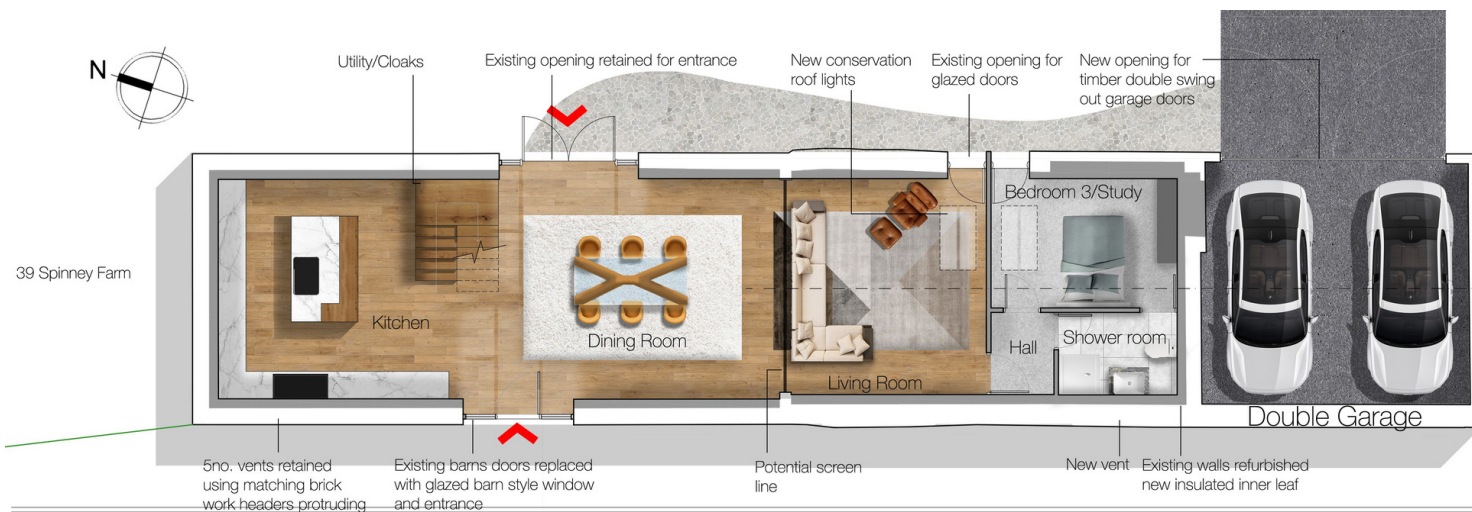 N
Utility/Cloaks
Existing opening retained for entrance
New conservation
roof lights
Existing opening for
glazed doors
New opening for
timber double swing
out garage doors
Bedroom 3/Study
39 Spinney Farm
Kitchen
Dining Room
Living Room
Hall
Shower room
Double Garage
5no. vents retained
using matching brick
work headers protruding
Existing barns doors replaced
with glazed barn style window
and entrance
Potential screen
line
New vent
Existing walls refurbished
new insulated inner leaf